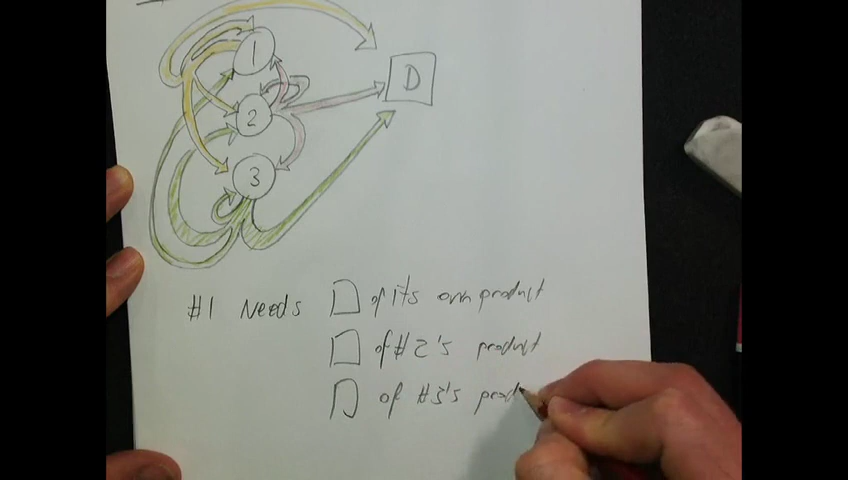 1
D
2
3
#1 Needs of its own product
of #2's product
of #3's prod